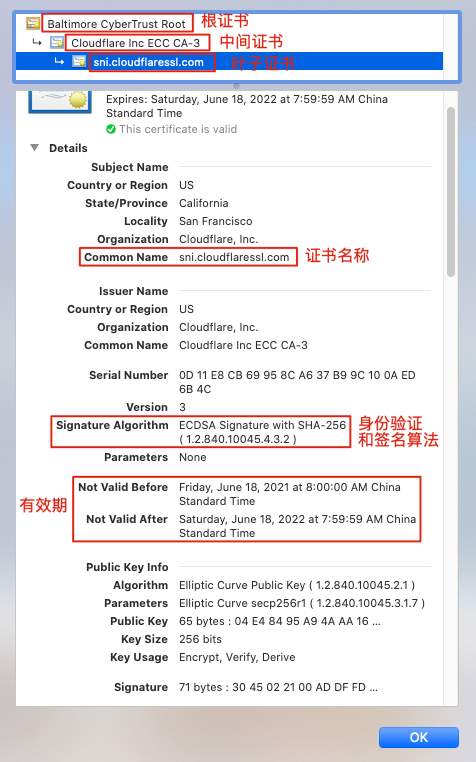 Baltimore CyberTrust Root 根证书
Cloudflare Inc ECC CA-3 中间证书
sni.cloudflaressl.com 叶子证书
Expires: Saturday, June 18, 2022 at 7:59:59 AM China
Standard Time
This certificate is valid
Details
Subject Name
Country or Region US
State/Province California
Locality San Francisco
Organization Cloudflare, Inc.
Common Name sni.cloudflaressl.com 证书名称
Issuer Name
Country or Region US
Organization Cloudflare, Inc.
Common Name Cloudflare Inc ECC CA-3
Serial Number 0D 11 E8 CB 69 95 8C A6 37 B9 9C 10 0A ED
6B 4C
Version 3
Signature Algorithm ECDSA Signature with SHA-256 身份验证
( 1.2.840.10045.4.3.2 ) 和签名算法
Parameters None
有效期
Not Valid Before Friday, June 18, 2021 at 8:00:00 AM China
Standard Time
Not Valid After Saturday, June 18, 2022 at 7:59:59 AM China
Standard Time
Public Key Info
Algorithm Elliptic Curve Public Key ( 1.2.840.10045.2.1 )
Parameters Elliptic Curve secp256r1 ( 1.2.840.10045.3.1.7 )
Public Key 65 bytes : 04 E4 84 95 A9 4A AA 16 ...
Key Size 256 bits
Key Usage Encrypt, Verify, Derive
Signature 71 bytes : 30 45 02 21 00 AD DF FD ...
OK